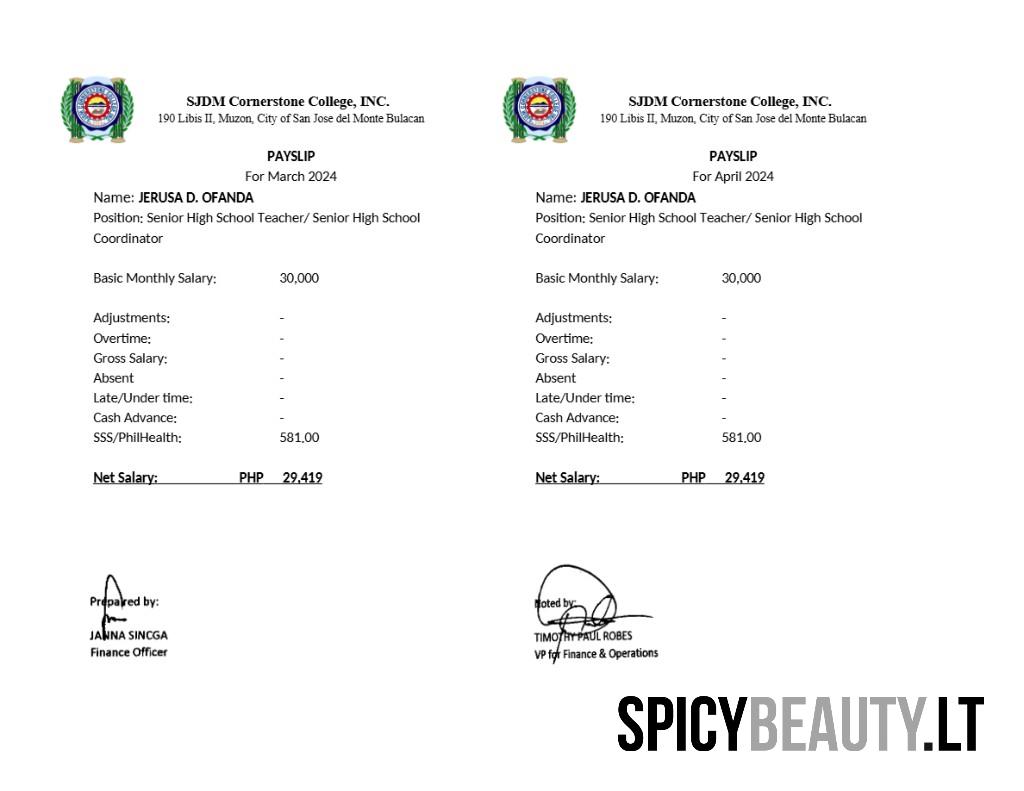 SJDM Cornerstone College, INC.
190 Libis II, Muzon, City of San Jose del Monte Bulacan
PAYSLIP
For March 2024
Name: JERUSA D. OFANDA
Position: Senior High School Teacher/ Senior High School
Coordinator
Basic Monthly Salary: 30,000
Adjustments: -
Overtime: -
Gross Salary: -
Absent -
Late/Under time: -
Cash Advance: -
SSS/PhilHealth: 581.00
Net Salary: PHP 29,419
Prepared by:
JANNA SINCGA
Finance Officer
SJDM Cornerstone College, INC.
190 Libis II, Muzon, City of San Jose del Monte Bulacan
PAYSLIP
For April 2024
Name: JERUSA D. OFANDA
Position: Senior High School Teacher/ Senior High School
Coordinator
Basic Monthly Salary: 30,000
Adjustments: -
Overtime: -
Gross Salary: -
Absent -
Late/Under time: -
Cash Advance: -
SSS/PhilHealth: 581.00
Net Salary: PHP 29,419
Noted by:
TIMOTHY PAUL ROBES
VP for Finance & Operations
SPICYBEAUTY.LT